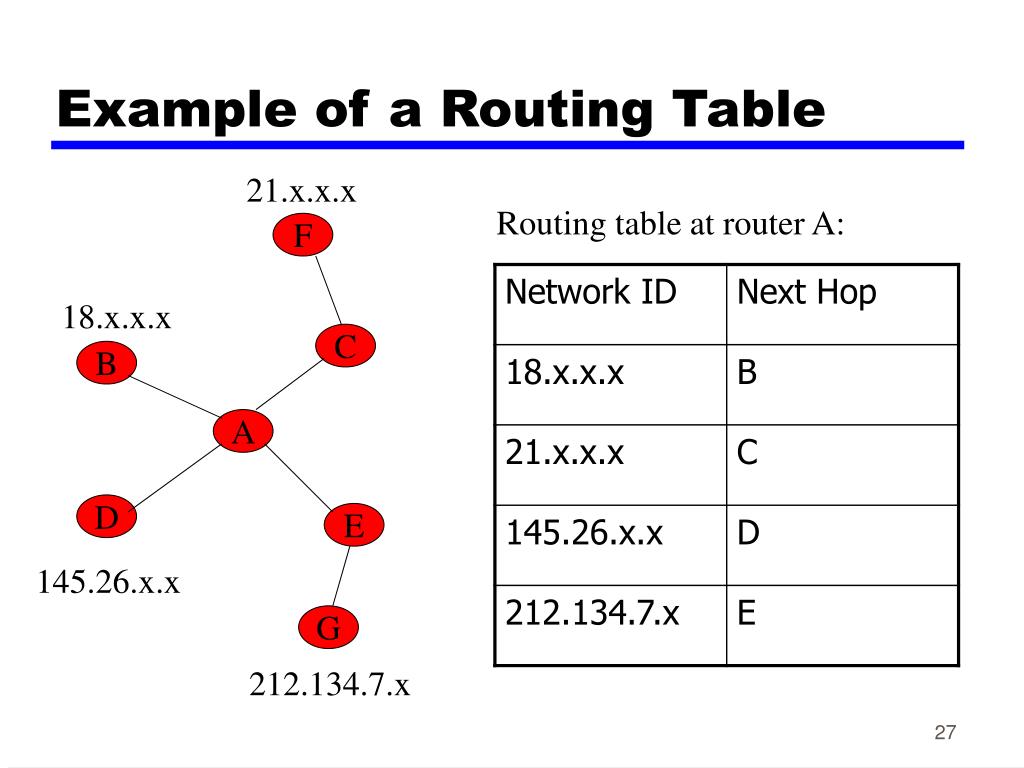 Example of a Routing Table
21.x.x.x
F
18.x.x.x
B
C
A
D
E
145.26.x.x
G
212.134.7.x
Routing table at router A:
Network ID Next Hop
18.x.x.x B
21.x.x.x C
145.26.x.x D
212.134.7.x E
27